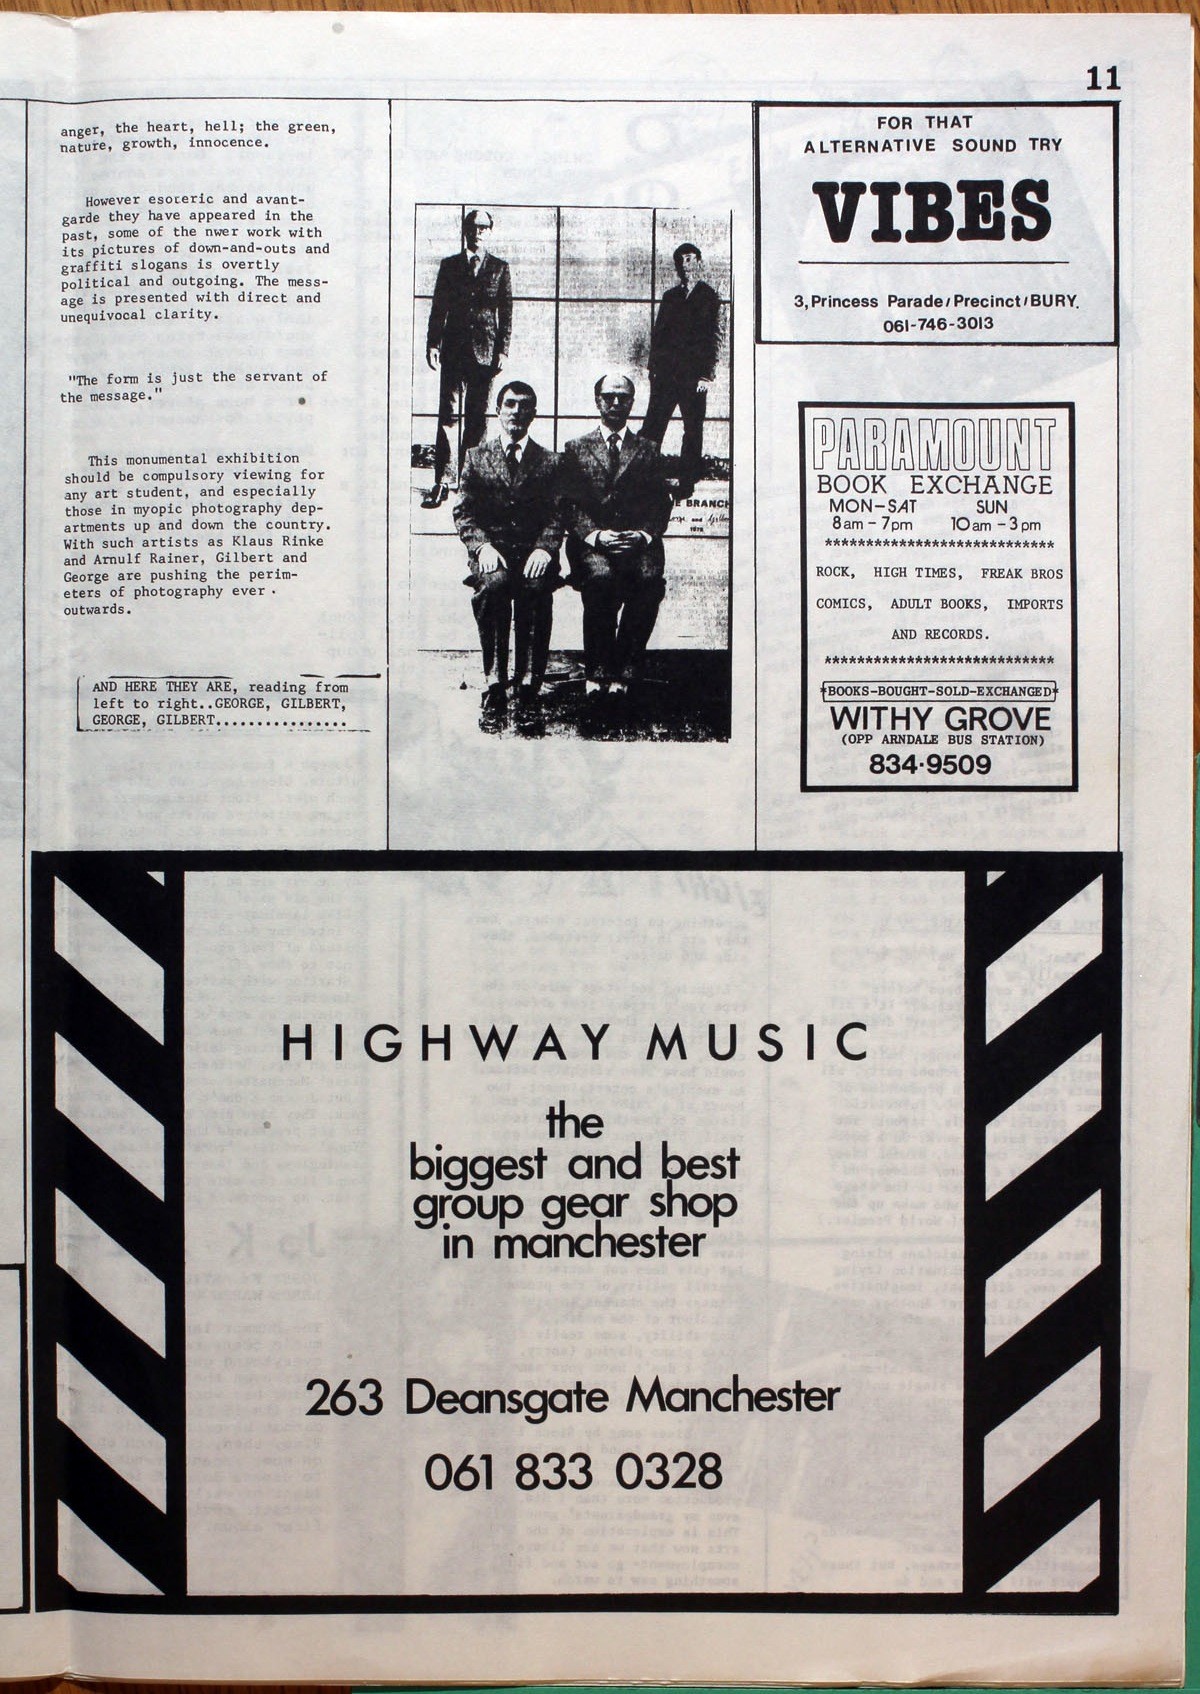 11
anger, the heart, hell; the green,
nature, growth, innocence.
However esoteric and avant-
garde they have appeared in the
past, some of the nwer work with
its pictures of down-and-outs and
graffiti slogans is overtly
political and outgoing. The mess-
age is presented with direct and
unequivocal clarity.
"The form is just the servant of
the message."
This monumental exhibition
should be compulsory viewing for
any art student, and especially
those in myopic photography dep-
artments up and down the country.
With such artists as Klaus Rinke
and Arnulf Rainer, Gilbert and
George are pushing the perim-
eters of photography ever
outwards.
AND HERE THEY ARE, reading from
left to right..GEORGE, GILBERT,
GEORGE, GILBERT................
E BRANCH
and
FOR THAT
ALTERNATIVE SOUND TRY
VIBES
3, Princess Parade/Precinct/BURY.
061-746-3013
PARAMOUNT
BOOK EXCHANGE
MON-SAT SUN
8am-7pm 10am-3pm
***************************
ROCK, HIGH TIMES, FREAK BROS
COMICS, ADULT BOOKS, IMPORTS
AND RECORDS.
***************************
*BOOKS-BOUGHT-SOLD-EXCHANGED*
WITHY GROVE
(OPP ARNDALE BUS STATION)
834·9509
HIGHWAY MUSIC
the
biggest and best
group gear shop
in manchester
263 Deansgate Manchester
061 833 0328